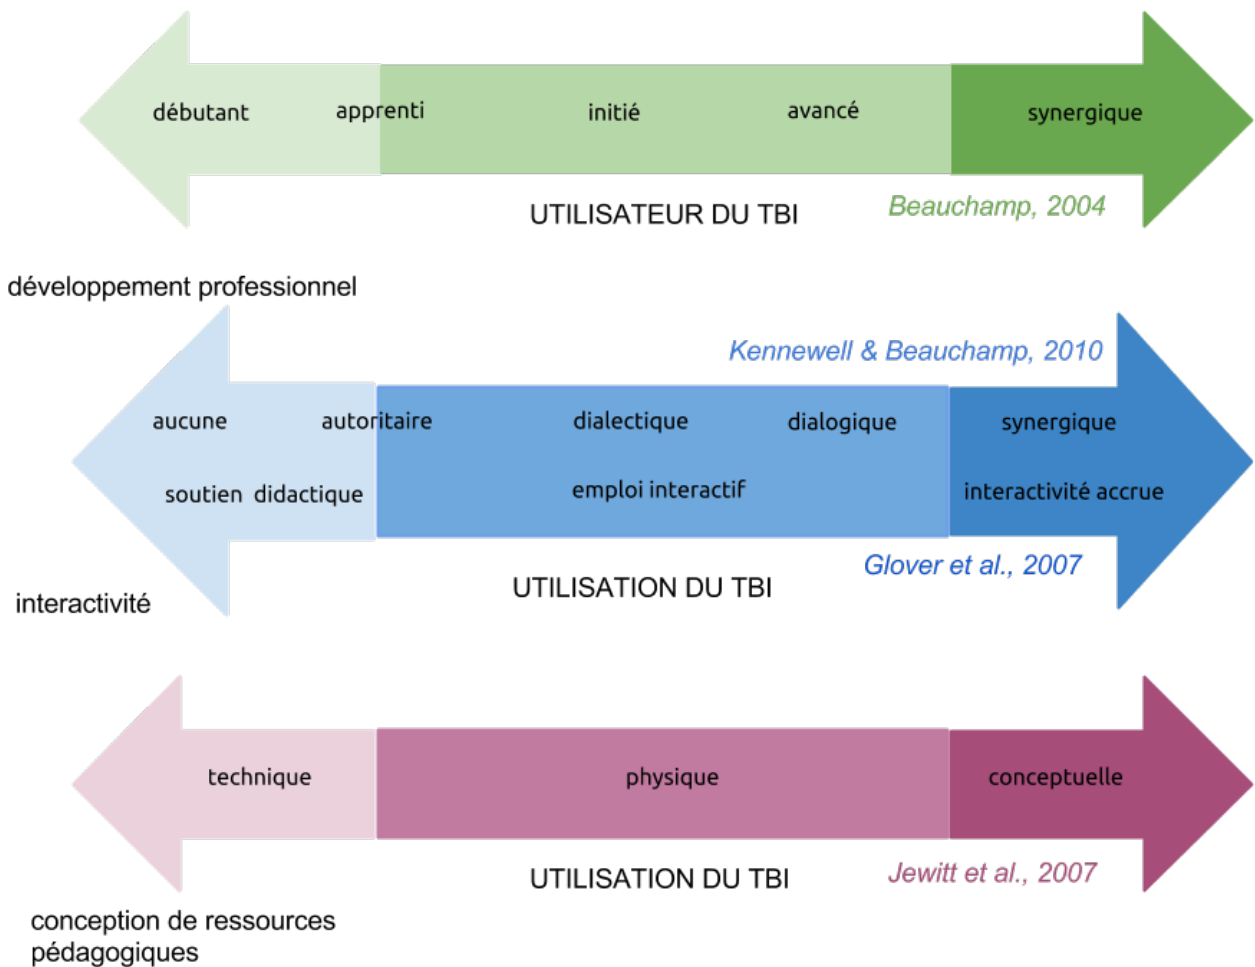 débutant apprenti initié avancé synergique
UTILISATEUR DU TBI Beauchamp, 2004
développement professionnel
Kennewell & Beauchamp, 2010
aucune autoritaire dialectique dialogique synergique
soutien didactique emploi interactif interactivité accrue
Glover et al., 2007
UTILISATION DU TBI
interactivité
technique physique conceptuelle
UTILISATION DU TBI Jewitt et al., 2007
conception de ressources
pédagogiques